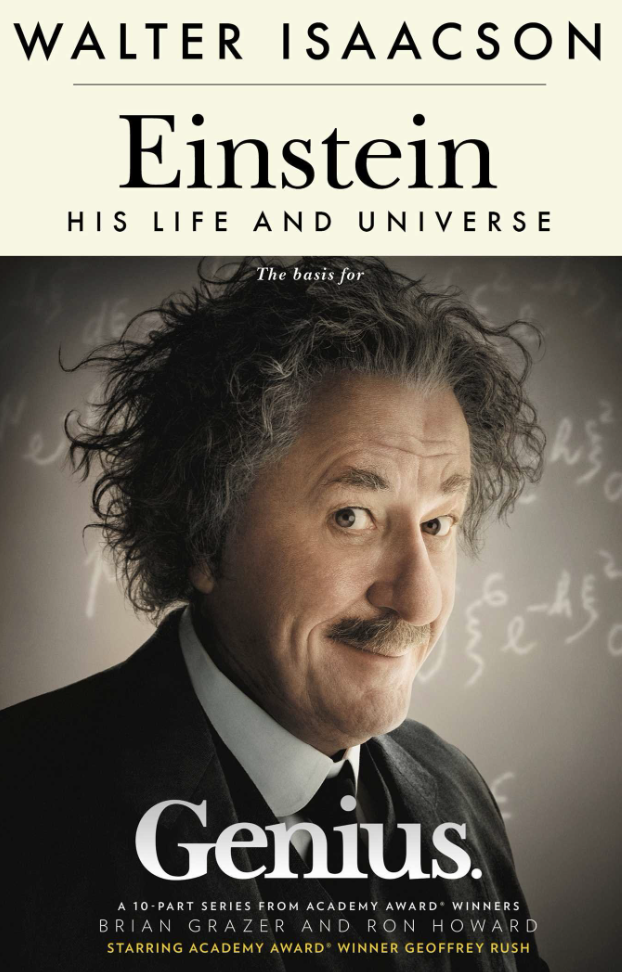 WALTER ISAACSON
Einstein
HIS LIFE AND UNIVERSE
The basis for
Genius.
A 10-PART SERIES FROM ACADEMY AWARD® WINNERS
BRIAN GRAZER AND RON HOWARD
STARRING ACADEMY AWARD® WINNER GEOFFREY RUSH